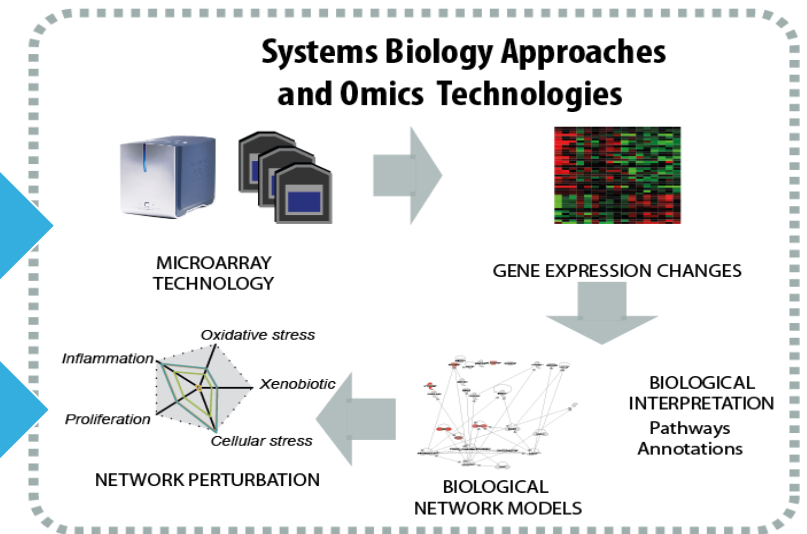 Systems Biology Approaches
and Omics Technologies
MICROARRAY
TECHNOLOGY
GENE EXPRESSION CHANGES
BIOLOGICAL
INTERPRETATION
Pathways
Annotations
BIOLOGICAL
NETWORK MODELS
Oxidative stress
Inflammation
Xenobiotic
Proliferation
Cellular stress
NETWORK PERTURBATION